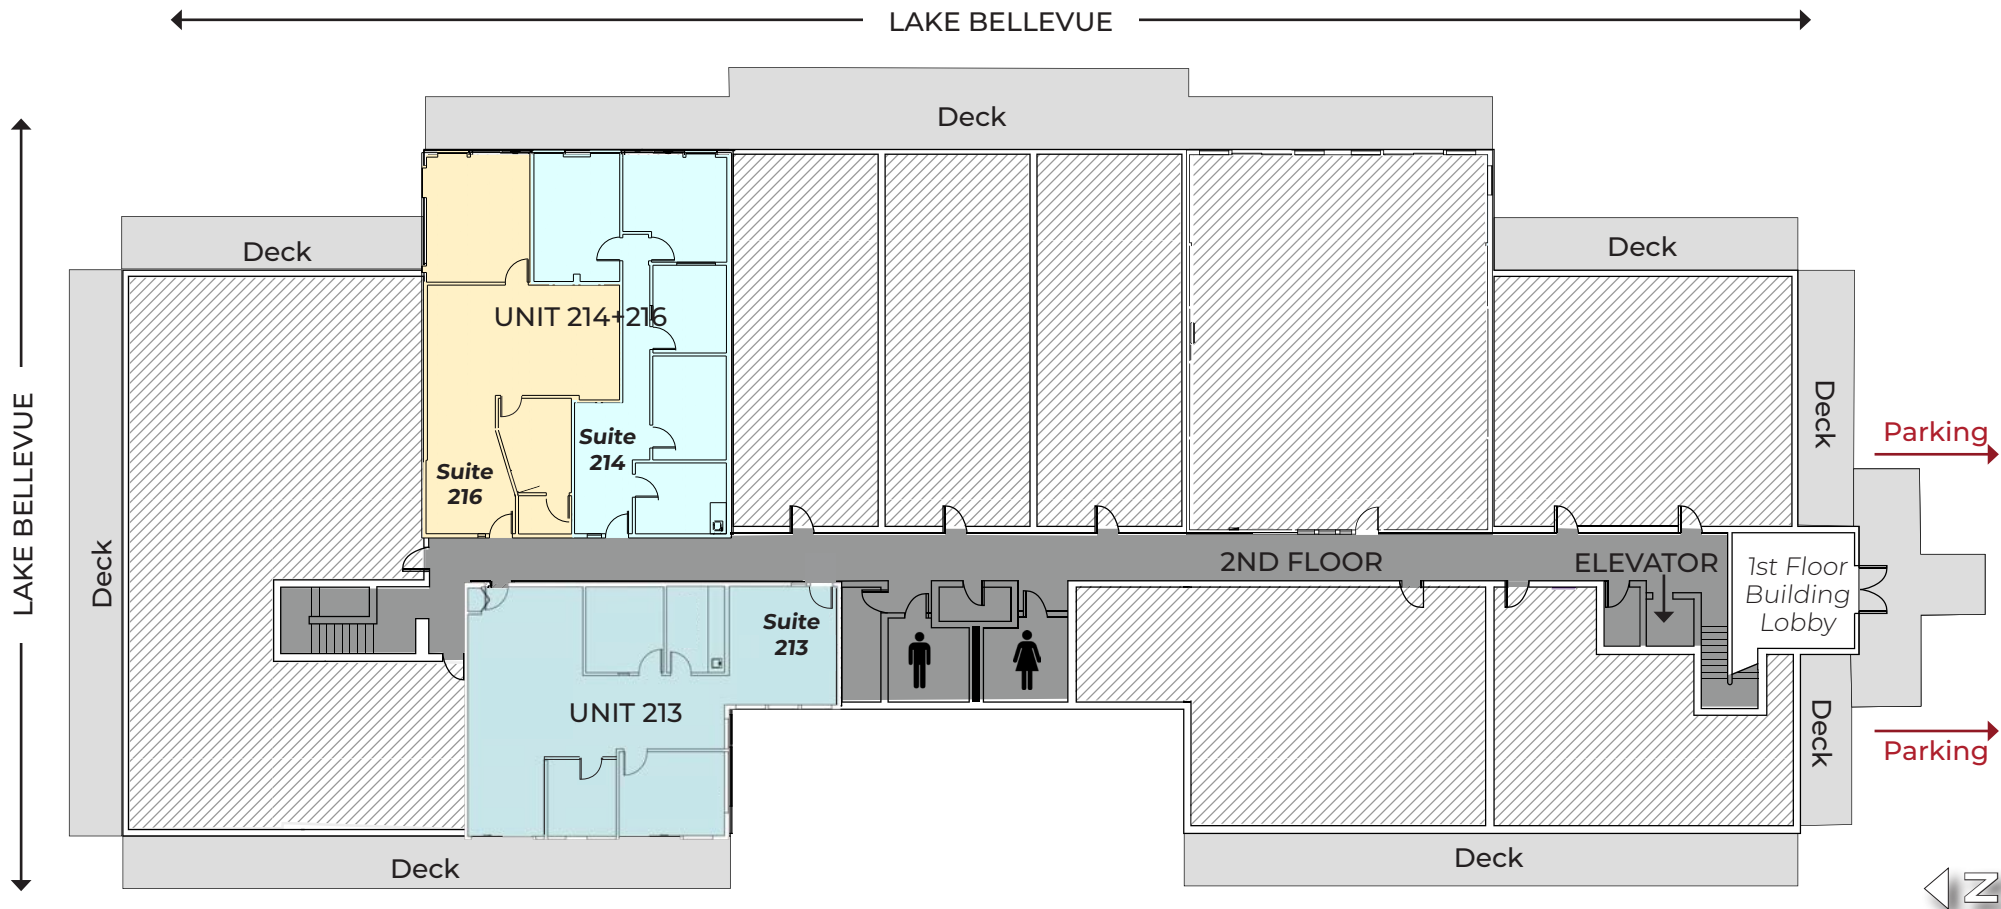 LAKE BELLEVUE
Deck
Deck
Deck
UNIT 214+216
Suite
214
Suite
216
LAKE BELLEVUE
Deck
Deck
Parking
2ND FLOOR
ELEVATOR
1st Floor
Building
Lobby
Suite
213
UNIT 213
Deck
Parking
Deck
Deck
N